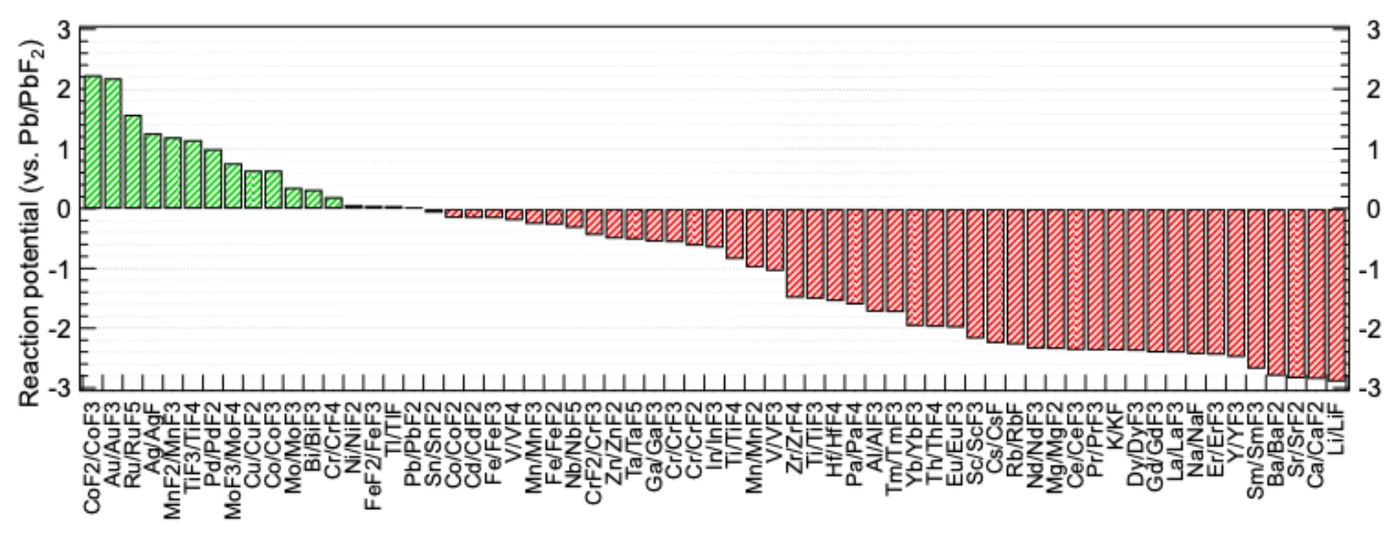 Reaction potential (vs. Pb/PbF₂)
3
2
1
0
-1
-2
-3
3
2
1
0
-1
-2
-3
CoF2/CoF3
Au/AuF3
Ru/RuF5
Ag/AgF
MnF2/MnF3
TiF3/TiF4
Pd/PdF2
MoF3/MoF4
Cu/CuF2
Co/CoF3
Mo/MoF3
Bi/BiF3
Cr/CrF4
Ni/NiF2
FeF2/FeF3
Tl/TlF
Pb/PbF2
Sn/SnF2
Co/CoF2
Cd/CdF2
Fe/FeF3
V/VF4
Mn/MnF3
Fe/FeF2
Nb/NbF5
CrF2/CrF3
Zn/ZnF2
Ta/TaF5
Ga/GaF3
Cr/CrF3
Cr/CrF2
In/InF3
Ti/TiF4
Mn/MnF2
V/VF3
Zr/ZrF4
Ti/TiF3
Hf/HfF4
Pa/PaF4
Al/AlF3
Tm/TmF3
Yb/YbF3
Th/ThF4
Eu/EuF3
Sc/ScF3
Cs/CsF
Rb/RbF
Nd/NdF3
Mg/MgF2
Ce/CeF3
Pr/PrF3
K/KF
Dy/DyF3
Gd/GdF3
La/LaF3
Na/NaF
Er/ErF3
Y/YF3
Sm/SmF3
Ba/BaF2
Sr/SrF2
Ca/CaF2
Li/LiF